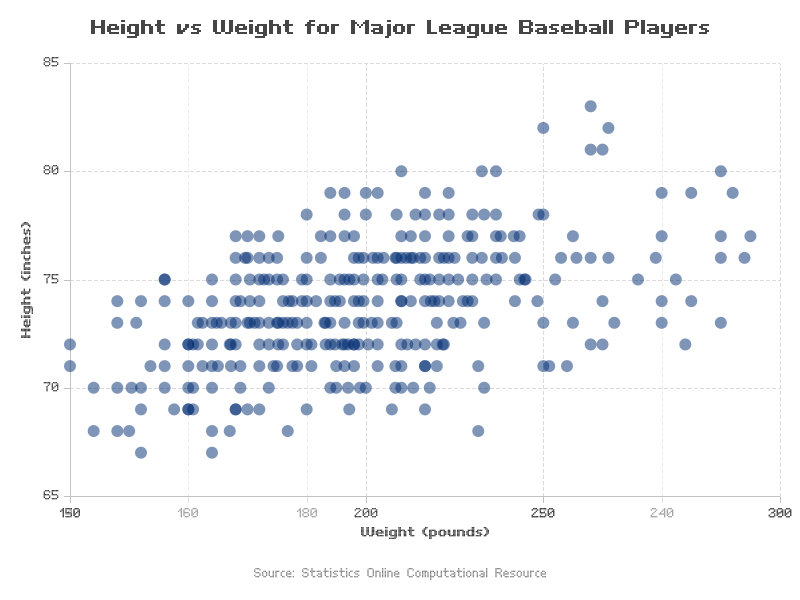 Height vs Weight for Major League Baseball Players
85
80
75
70
65
Height (inches)
150 160 180 200 250 240 300
Weight (pounds)
Source: Statistics Online Computational Resource